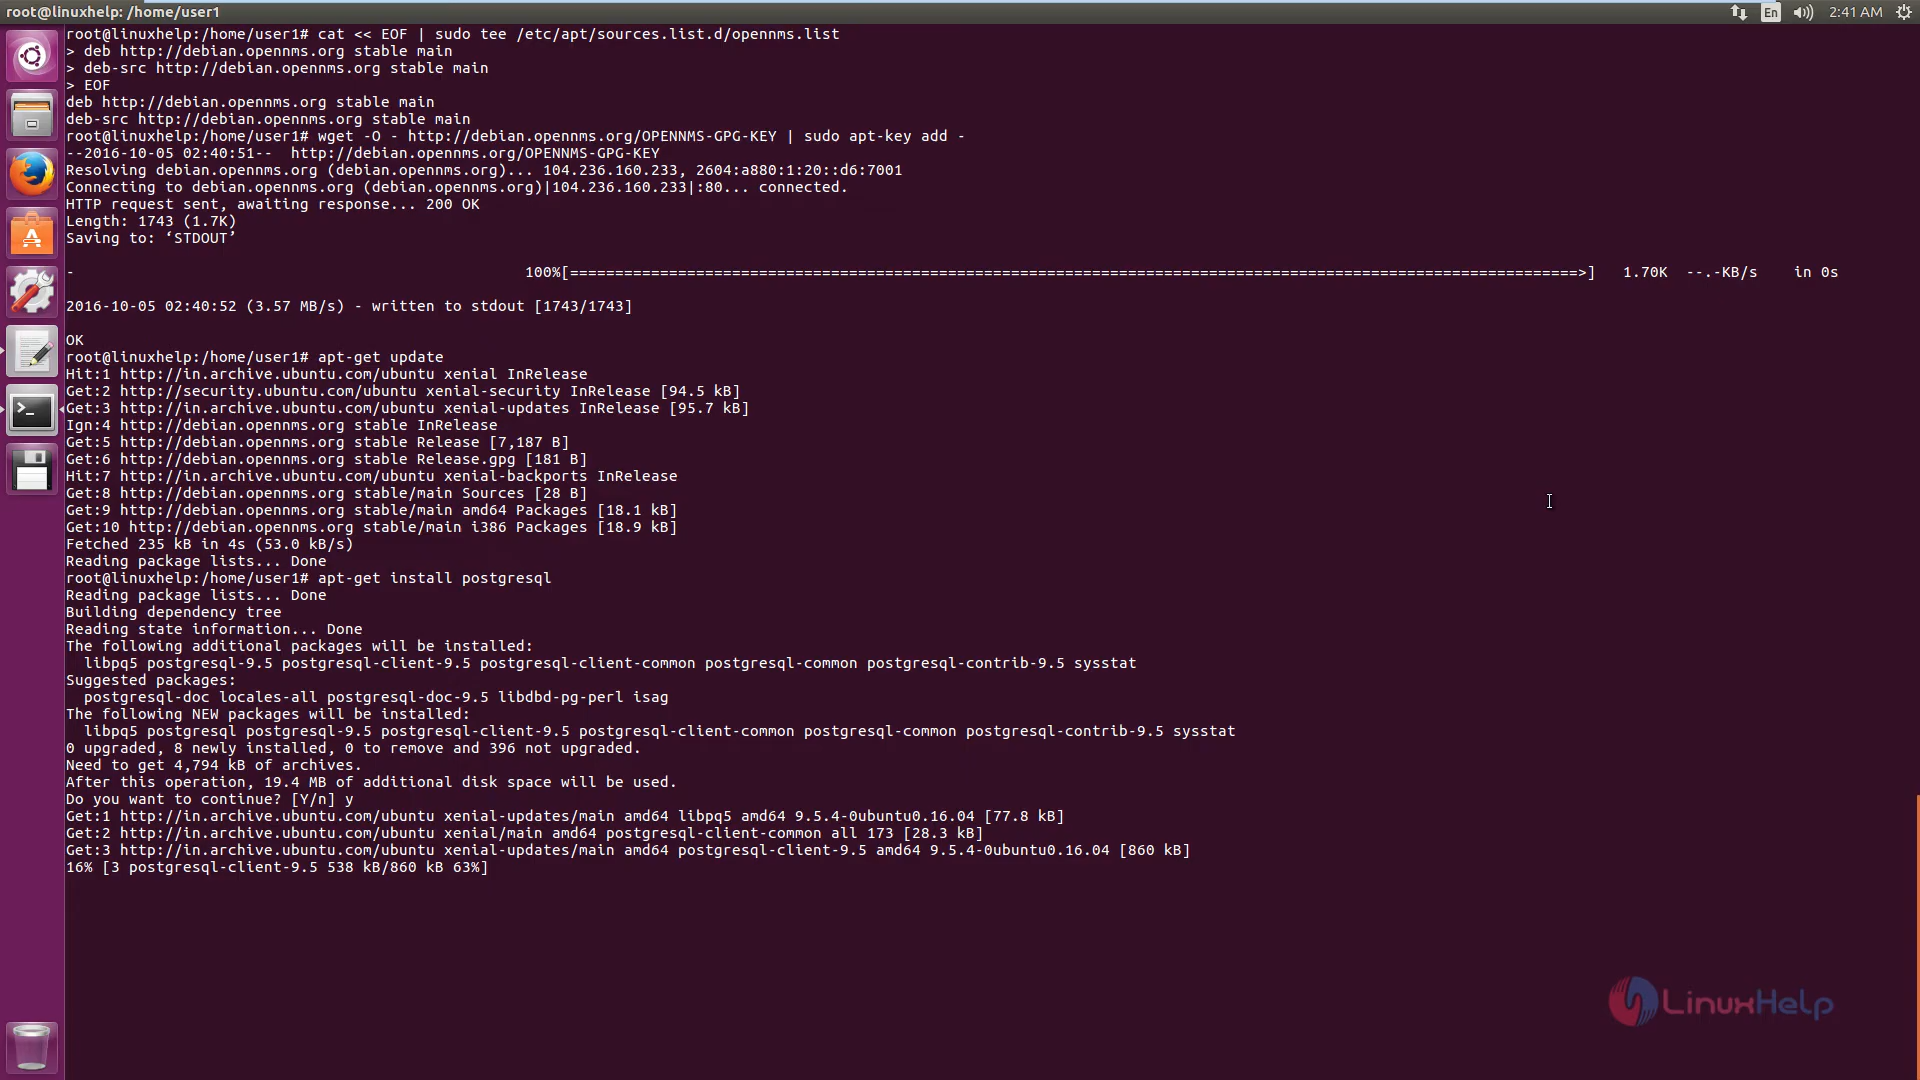 root@linuxhelp: /home/user1
En
2:41 AM
root@linuxhelp:/home/user1# cat << EOF | sudo tee /etc/apt/sources.list.d/opennms.list
> deb http://debian.opennms.org stable main
> deb-src http://debian.opennms.org stable main
> EOF
deb http://debian.opennms.org stable main
deb-src http://debian.opennms.org stable main
root@linuxhelp:/home/user1# wget -O - http://debian.opennms.org/OPENNMS-GPG-KEY | sudo apt-key add -
--2016-10-05 02:40:51--  http://debian.opennms.org/OPENNMS-GPG-KEY
Resolving debian.opennms.org (debian.opennms.org)... 104.236.160.233, 2604:a880:1:20::d6:7001
Connecting to debian.opennms.org (debian.opennms.org)|104.236.160.233|:80... connected.
HTTP request sent, awaiting response... 200 OK
Length: 1743 (1.7K)
Saving to: ‘STDOUT’
- 100%[================================================================================================================>] 1.70K --.-KB/s in 0s
2016-10-05 02:40:52 (3.57 MB/s) - written to stdout [1743/1743]
OK
root@linuxhelp:/home/user1# apt-get update
Hit:1 http://in.archive.ubuntu.com/ubuntu xenial InRelease
Get:2 http://security.ubuntu.com/ubuntu xenial-security InRelease [94.5 kB]
Get:3 http://in.archive.ubuntu.com/ubuntu xenial-updates InRelease [95.7 kB]
Ign:4 http://debian.opennms.org stable InRelease
Get:5 http://debian.opennms.org stable Release [7,187 B]
Get:6 http://debian.opennms.org stable Release.gpg [181 B]
Hit:7 http://in.archive.ubuntu.com/ubuntu xenial-backports InRelease
Get:8 http://debian.opennms.org stable/main Sources [28 B]
Get:9 http://debian.opennms.org stable/main amd64 Packages [18.1 kB]
Get:10 http://debian.opennms.org stable/main i386 Packages [18.9 kB]
Fetched 235 kB in 4s (53.0 kB/s)
Reading package lists... Done
root@linuxhelp:/home/user1# apt-get install postgresql
Reading package lists... Done
Building dependency tree
Reading state information... Done
The following additional packages will be installed:
  libpq5 postgresql-9.5 postgresql-client-9.5 postgresql-client-common postgresql-common postgresql-contrib-9.5 sysstat
Suggested packages:
  postgresql-doc locales-all postgresql-doc-9.5 libdbd-pg-perl isag
The following NEW packages will be installed:
  libpq5 postgresql postgresql-9.5 postgresql-client-9.5 postgresql-client-common postgresql-common postgresql-contrib-9.5 sysstat
0 upgraded, 8 newly installed, 0 to remove and 396 not upgraded.
Need to get 4,794 kB of archives.
After this operation, 19.4 MB of additional disk space will be used.
Do you want to continue? [Y/n] y
Get:1 http://in.archive.ubuntu.com/ubuntu xenial-updates/main amd64 libpq5 amd64 9.5.4-0ubuntu0.16.04 [77.8 kB]
Get:2 http://in.archive.ubuntu.com/ubuntu xenial/main amd64 postgresql-client-common all 173 [28.3 kB]
Get:3 http://in.archive.ubuntu.com/ubuntu xenial-updates/main amd64 postgresql-client-9.5 amd64 9.5.4-0ubuntu0.16.04 [860 kB]
16% [3 postgresql-client-9.5 538 kB/860 kB 63%]
LinuxHelp